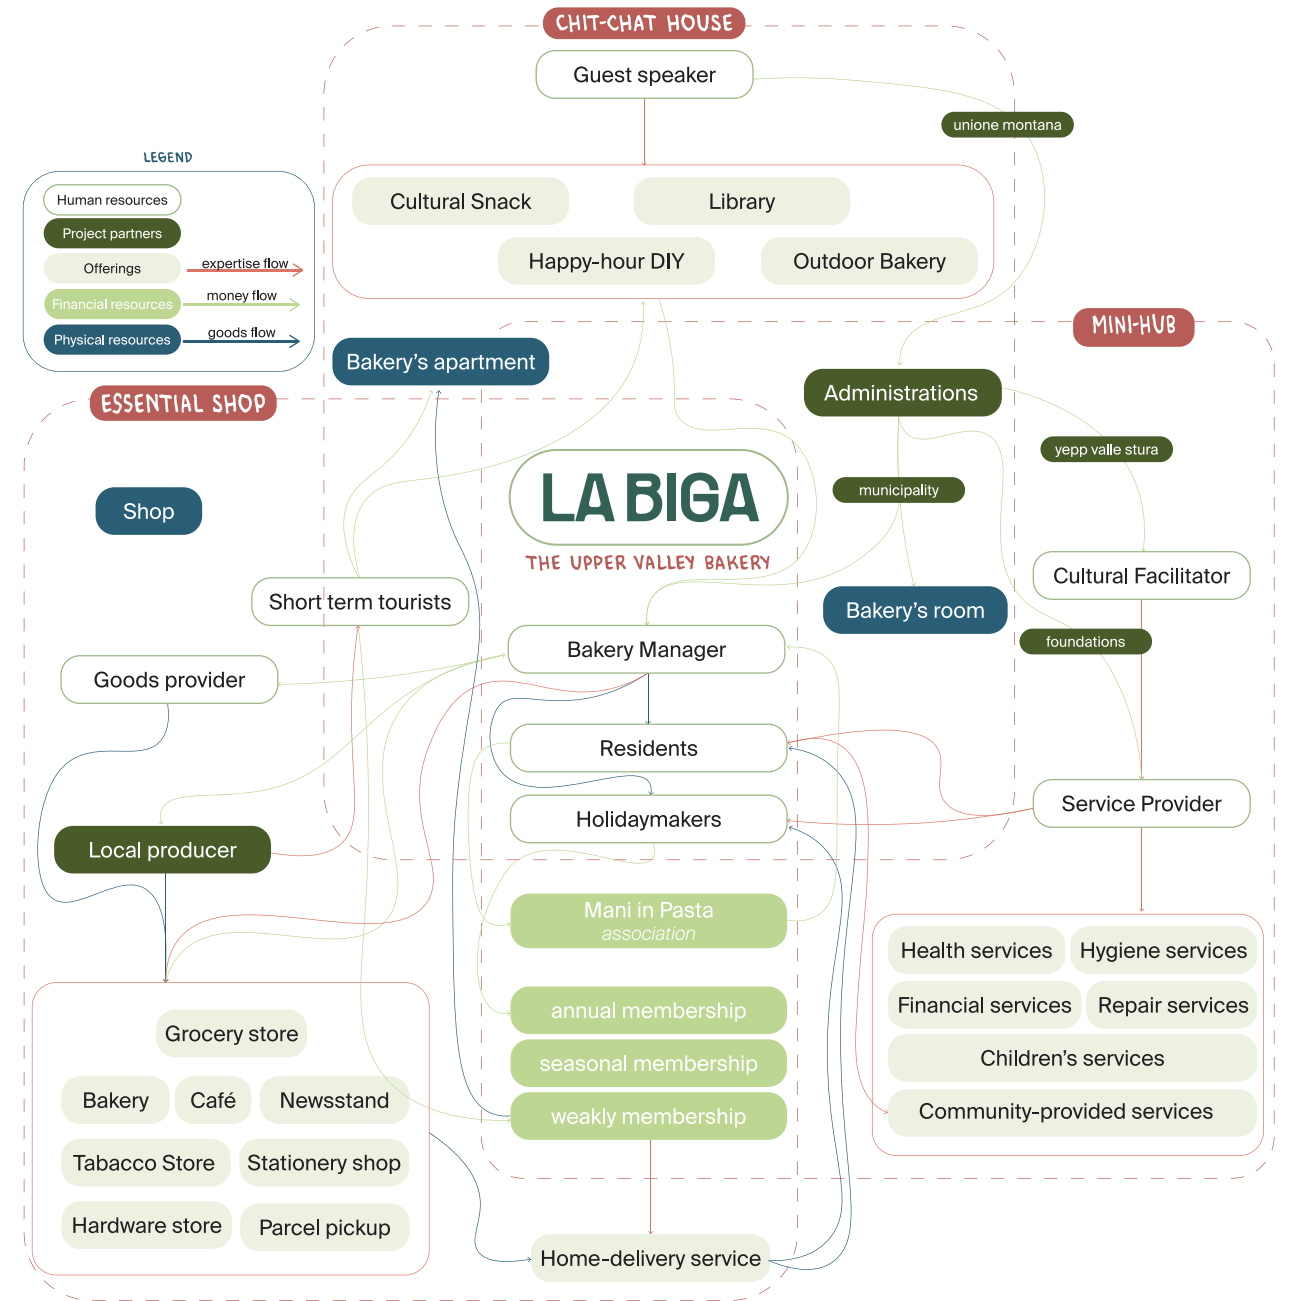 CHIT-CHAT HOUSE
Guest speaker
unione montana
LEGEND
Human resources
Project partners
Offerings
expertise flow
Financial resources
money flow
Physical resources
goods flow
Cultural Snack
Library
Happy-hour DIY
Outdoor Bakery
MINI-HUB
Bakery's apartment
Administrations
ESSENTIAL SHOP
yepp valle stura
municipality
LA BIGA
THE UPPER VALLEY BAKERY
Shop
Cultural Facilitator
Short term tourists
Bakery's room
foundations
Bakery Manager
Goods provider
Residents
Service Provider
Holidaymakers
Local producer
Mani in Pasta
association
Health services
Hygiene services
Financial services
Repair services
annual membership
Grocery store
seasonal membership
Children's services
Bakery
Café
Newsstand
weakly membership
Community-provided services
Tabacco Store
Stationery shop
Hardware store
Parcel pickup
Home-delivery service